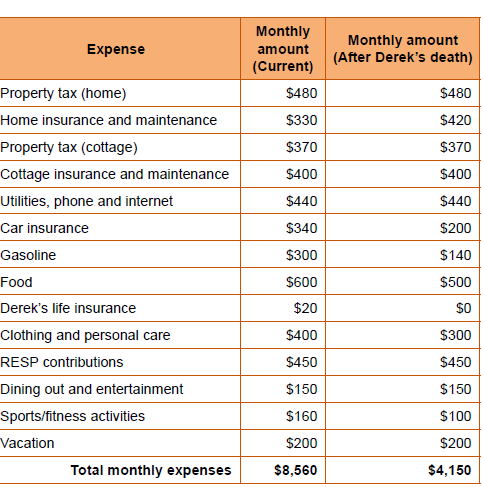 Expense Monthly amount (Current) Monthly amount (After Derek's death)
Property tax (home) $480 $480
Home insurance and maintenance $330 $420
Property tax (cottage) $370 $370
Cottage insurance and maintenance $400 $400
Utilities, phone and internet $440 $440
Car insurance $340 $200
Gasoline $300 $140
Food $600 $500
Derek's life insurance $20 $0
Clothing and personal care $400 $300
RESP contributions $450 $450
Dining out and entertainment $150 $150
Sports/fitness activities $160 $100
Vacation $200 $200
Total monthly expenses $8,560 $4,150